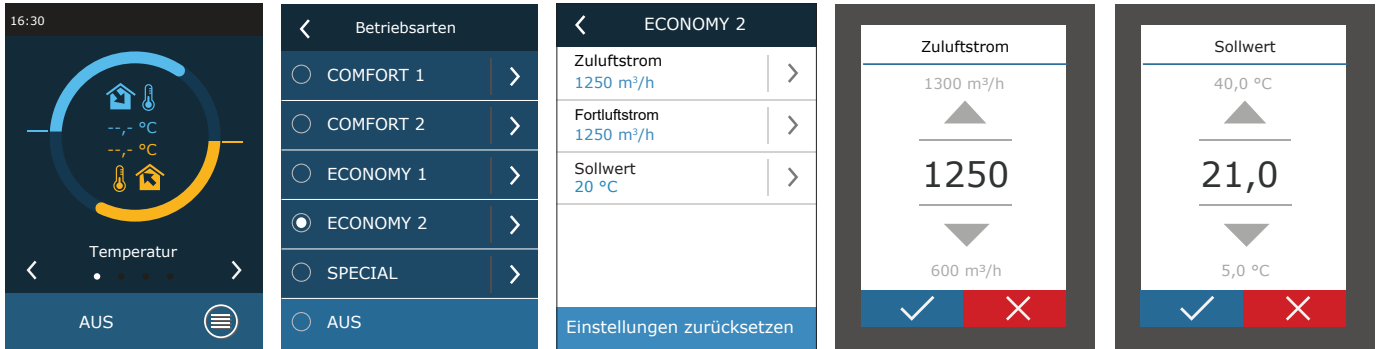 16:30
--,- °C
--,- °C
Temperatur
AUS
Betriebsarten
COMFORT 1
COMFORT 2
ECONOMY 1
ECONOMY 2
SPECIAL
AUS
ECONOMY 2
Zuluftstrom
1250 m³/h
Fortluftstrom
1250 m³/h
Sollwert
20 °C
Einstellungen zurücksetzen
Zuluftstrom
1300 m³/h
1250
600 m³/h
Sollwert
40,0 °C
21,0
5,0 °C